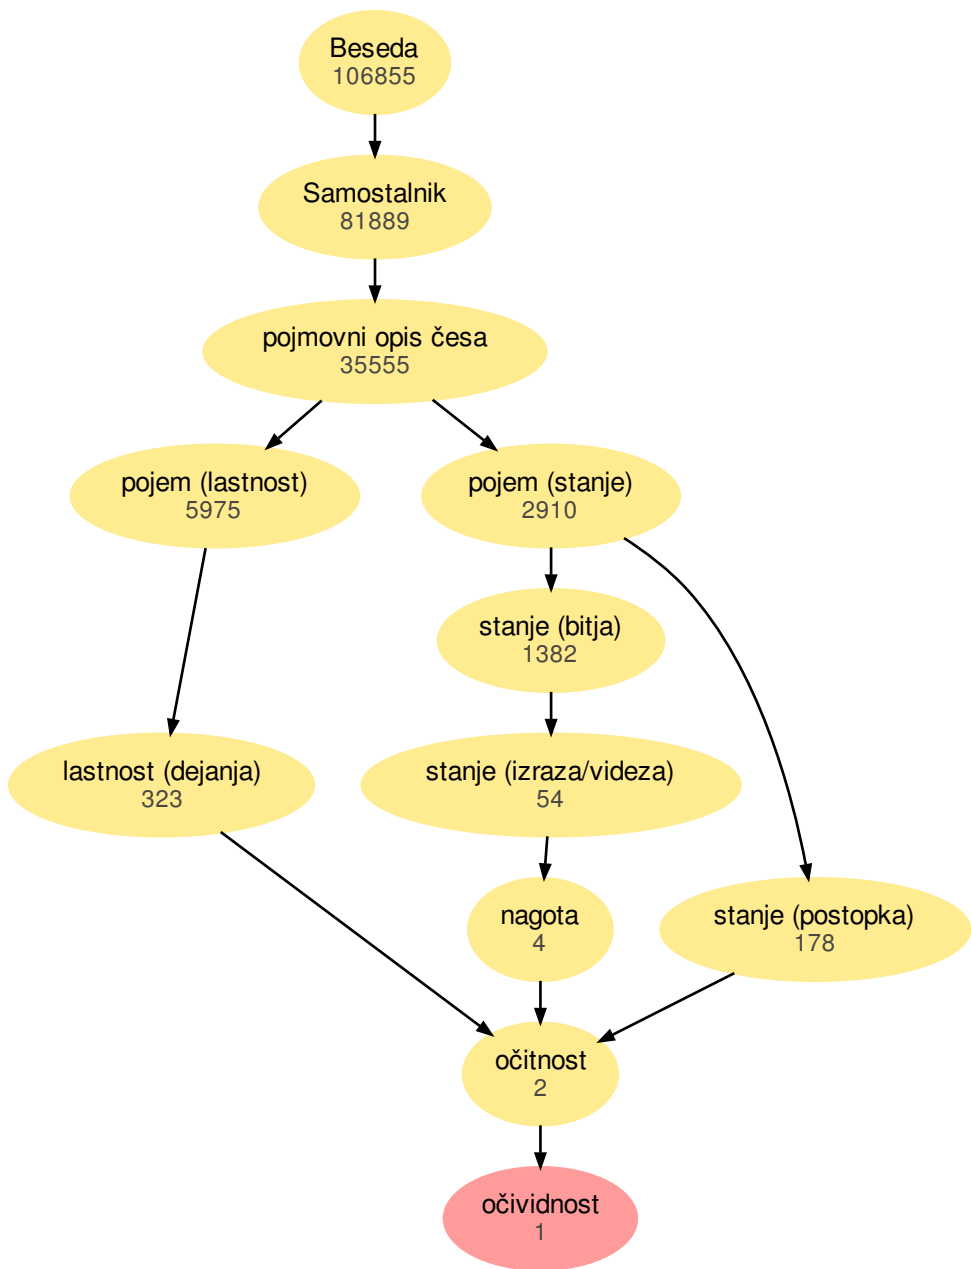 Beseda
106855
Samostalnik
81889
pojmovni opis česa
35555
pojem (lastnost)
5975
pojem (stanje)
2910
stanje (bitja)
1382
lastnost (dejanja)
323
stanje (izraza/videza)
54
nagota
4
stanje (postopka)
178
očitnost
2
očividnost
1